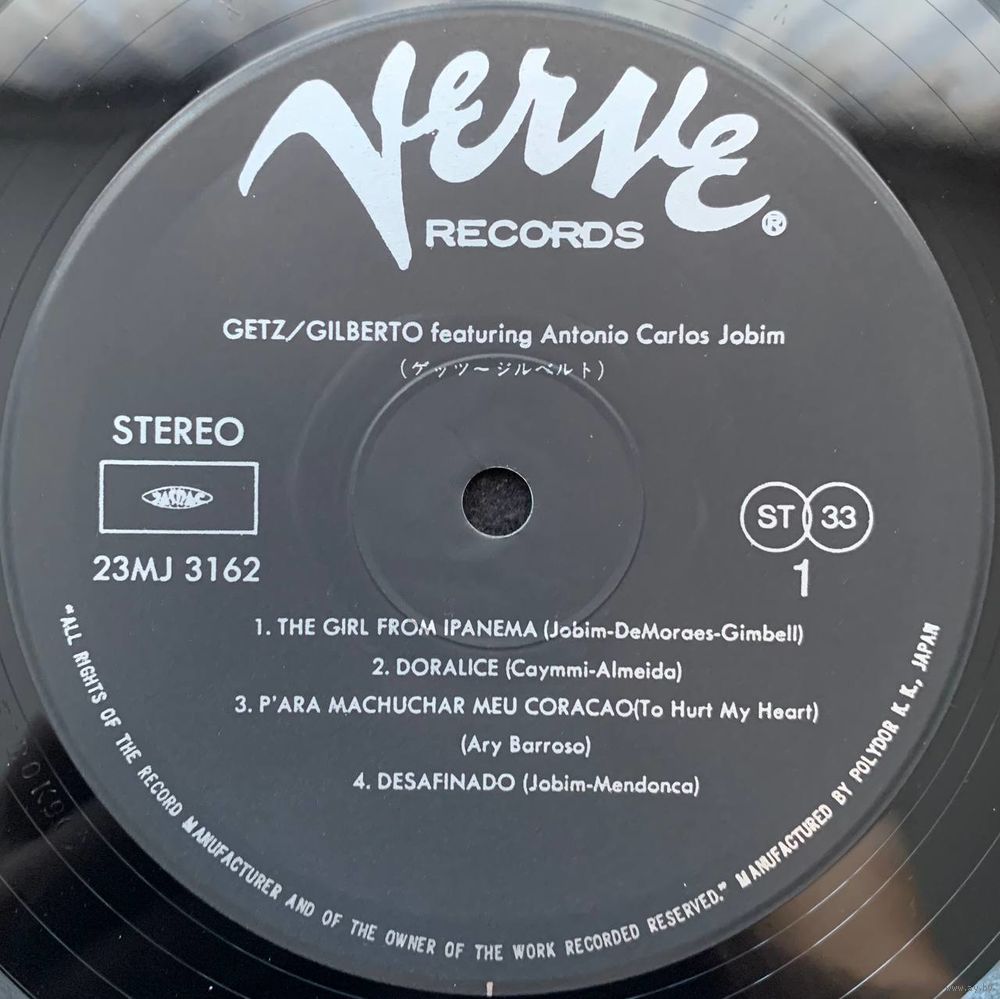 Verve
RECORDS ®
GETZ/GILBERTO featuring Antonio Carlos Jobim
(ゲッツ～ジルベルト)
STEREO
JASRAC
23MJ 3162
ST 33
1
1. THE GIRL FROM IPANEMA (Jobim-DeMoraes-Gimbell)
2. DORALICE (Caymmi-Almeida)
3. P'ARA MACHUCHAR MEU CORACAO(To Hurt My Heart)
(Ary Barroso)
4. DESAFINADO (Jobim-Mendonca)
"ALL RIGHTS OF THE RECORD MANUFACTURER AND OF THE OWNER OF THE WORK RECORDED RESERVED." MANUFACTURED BY POLYDOR K. K., JAPAN